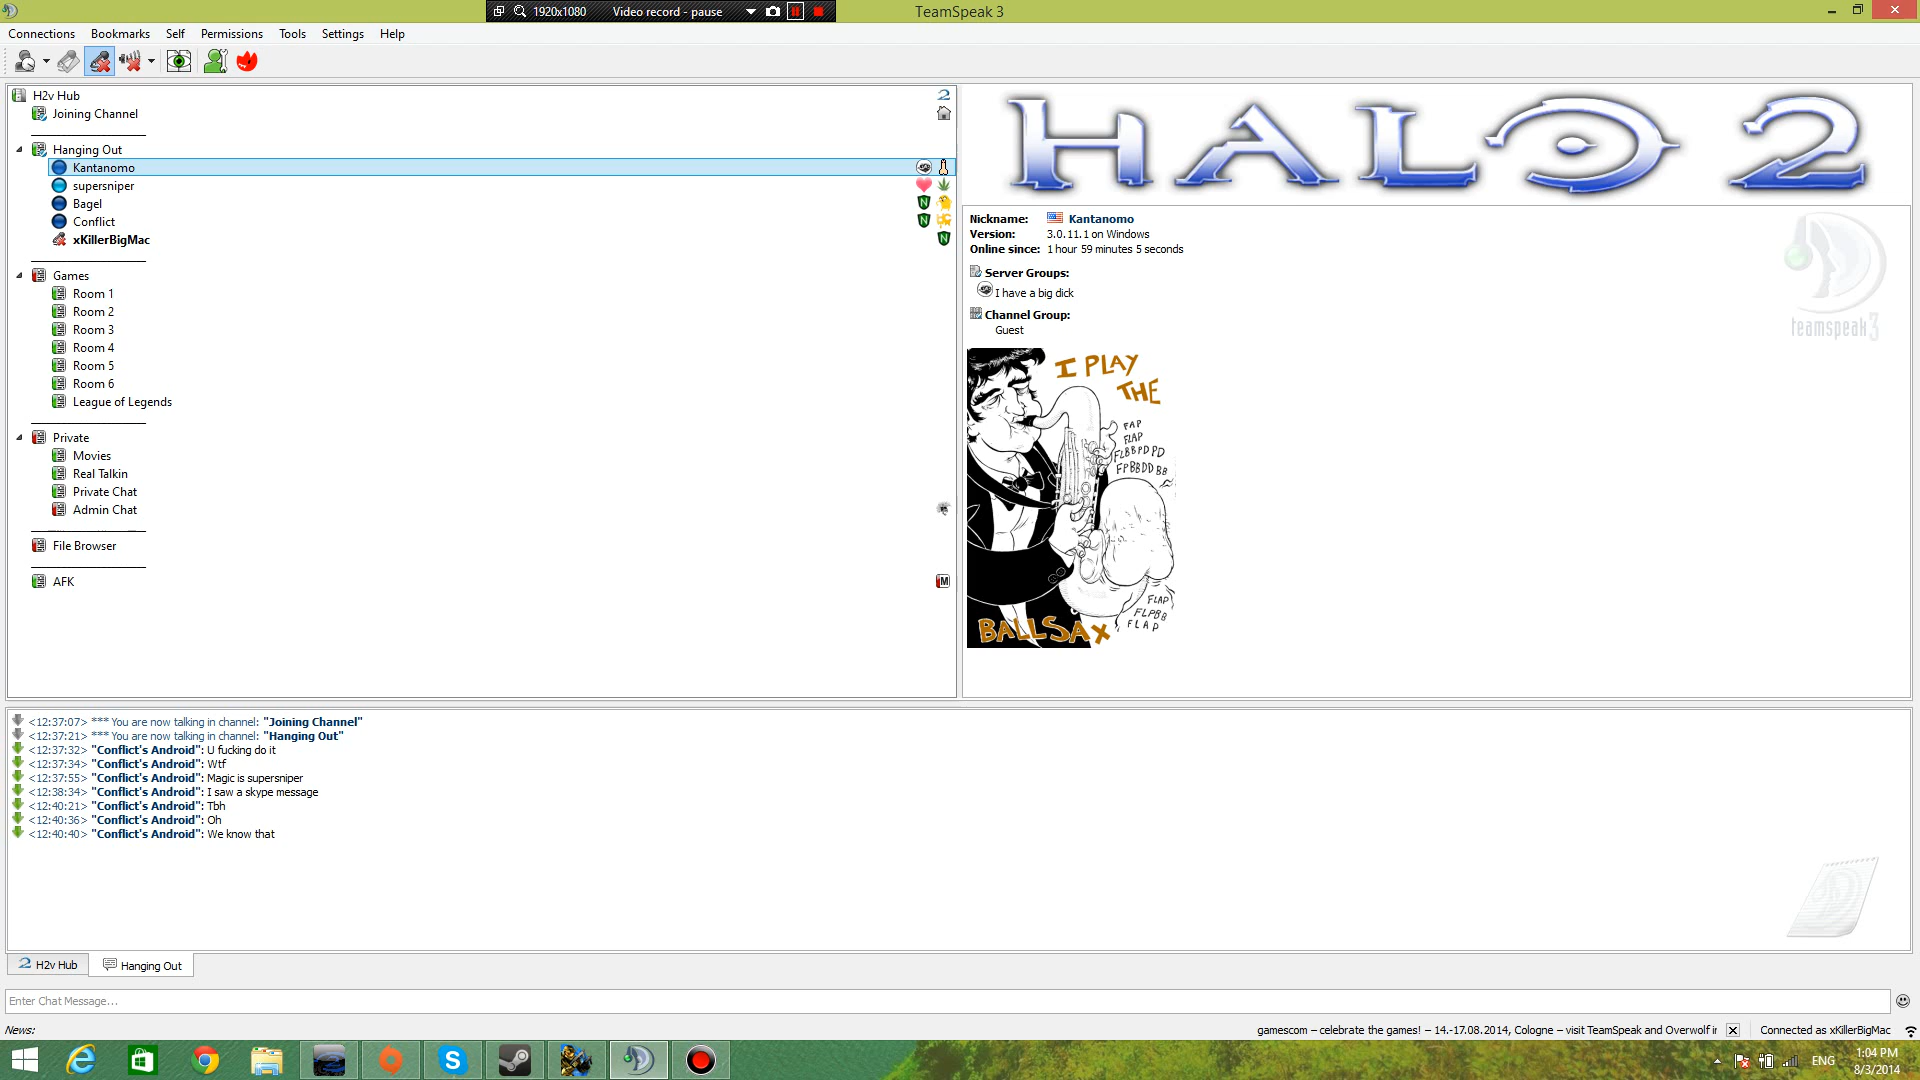 1920x1080 Video record - pause
TeamSpeak 3
Connections Bookmarks Self Permissions Tools Settings Help
H2v Hub
Joining Channel
Hanging Out
Kantanomo
supersniper
Bagel
Conflict
xKillerBigMac
Games
Room 1
Room 2
Room 3
Room 4
Room 5
Room 6
League of Legends
Private
Movies
Real Talkin
Private Chat
Admin Chat
File Browser
AFK
M
HALO 2
Nickname: Kantanomo
Version: 3.0.11.1 on Windows
Online since: 1 hour 59 minutes 5 seconds
Server Groups:
I have a big dick
Channel Group:
Guest
teamspeak3
I PLAY
THE
FAP
FLAP
FLBBPDPD
FPBBDDBB
FLAP
FLPBB
FLAP
BALLSAX
<12:37:07> *** You are now talking in channel: "Joining Channel"
<12:37:21> *** You are now talking in channel: "Hanging Out"
<12:37:32> "Conflict's Android": U fucking do it
<12:37:34> "Conflict's Android": Wtf
<12:37:55> "Conflict's Android": Magic is supersniper
<12:38:34> "Conflict's Android": I saw a skype message
<12:40:21> "Conflict's Android": Tbh
<12:40:36> "Conflict's Android": Oh
<12:40:40> "Conflict's Android": We know that
2 H2v Hub Hanging Out
Enter Chat Message...
News: gamescom – celebrate the games! – 14.-17.08.2014, Cologne – visit TeamSpeak and Overwolf i Connected as xKillerBigMac
ENG
1:04 PM
8/3/2014